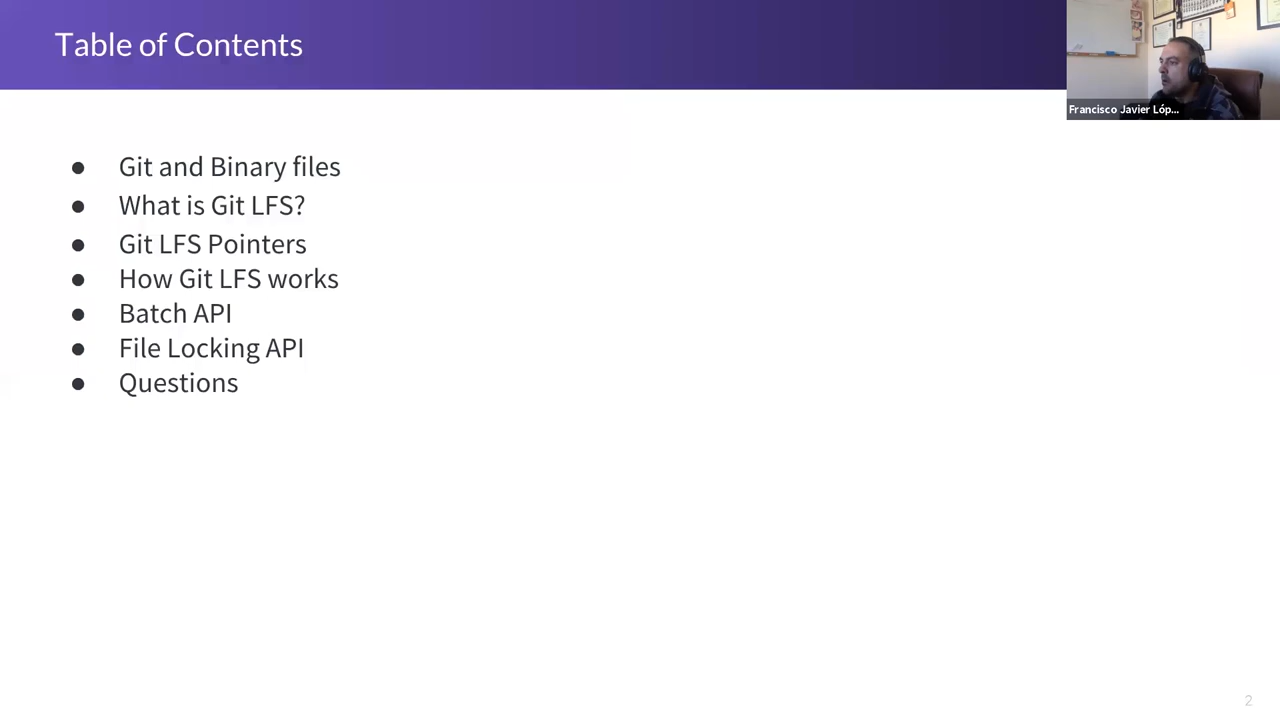 Table of Contents
Francisco Javier Lóp...
● Git and Binary files
● What is Git LFS?
● Git LFS Pointers
● How Git LFS works
● Batch API
● File Locking API
● Questions
2